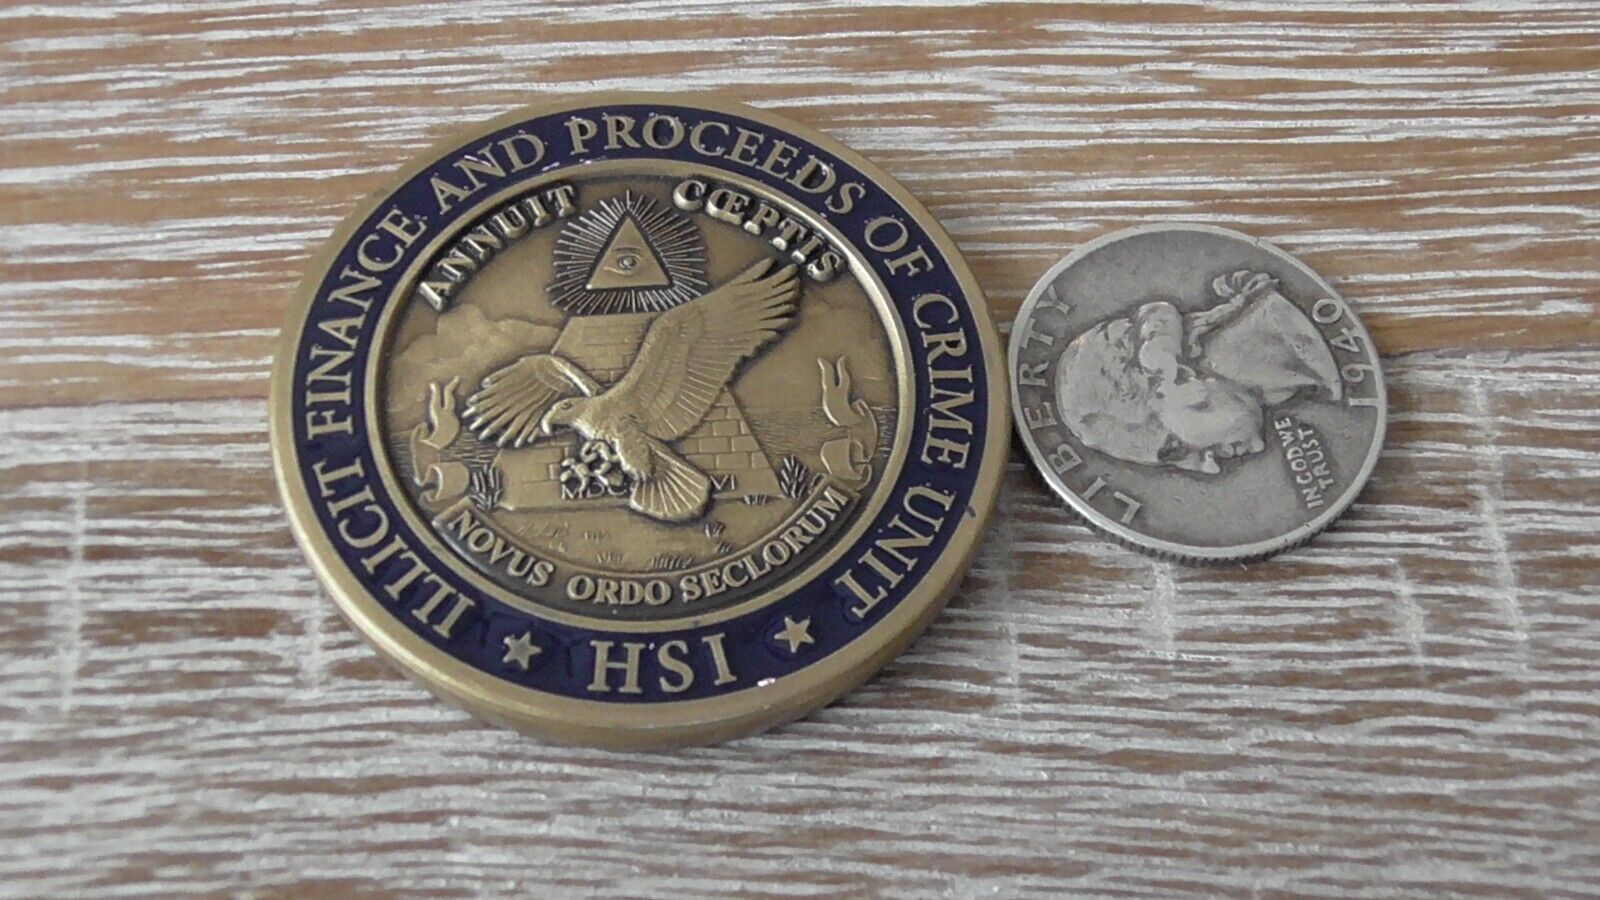 ILLICIT FINANCE AND PROCEEDS OF CRIME UNIT
HSI
ANNUIT CŒPTIS
NOVUS ORDO SECLORUM
LIBERTY
IN GOD WE
TRUST
1940